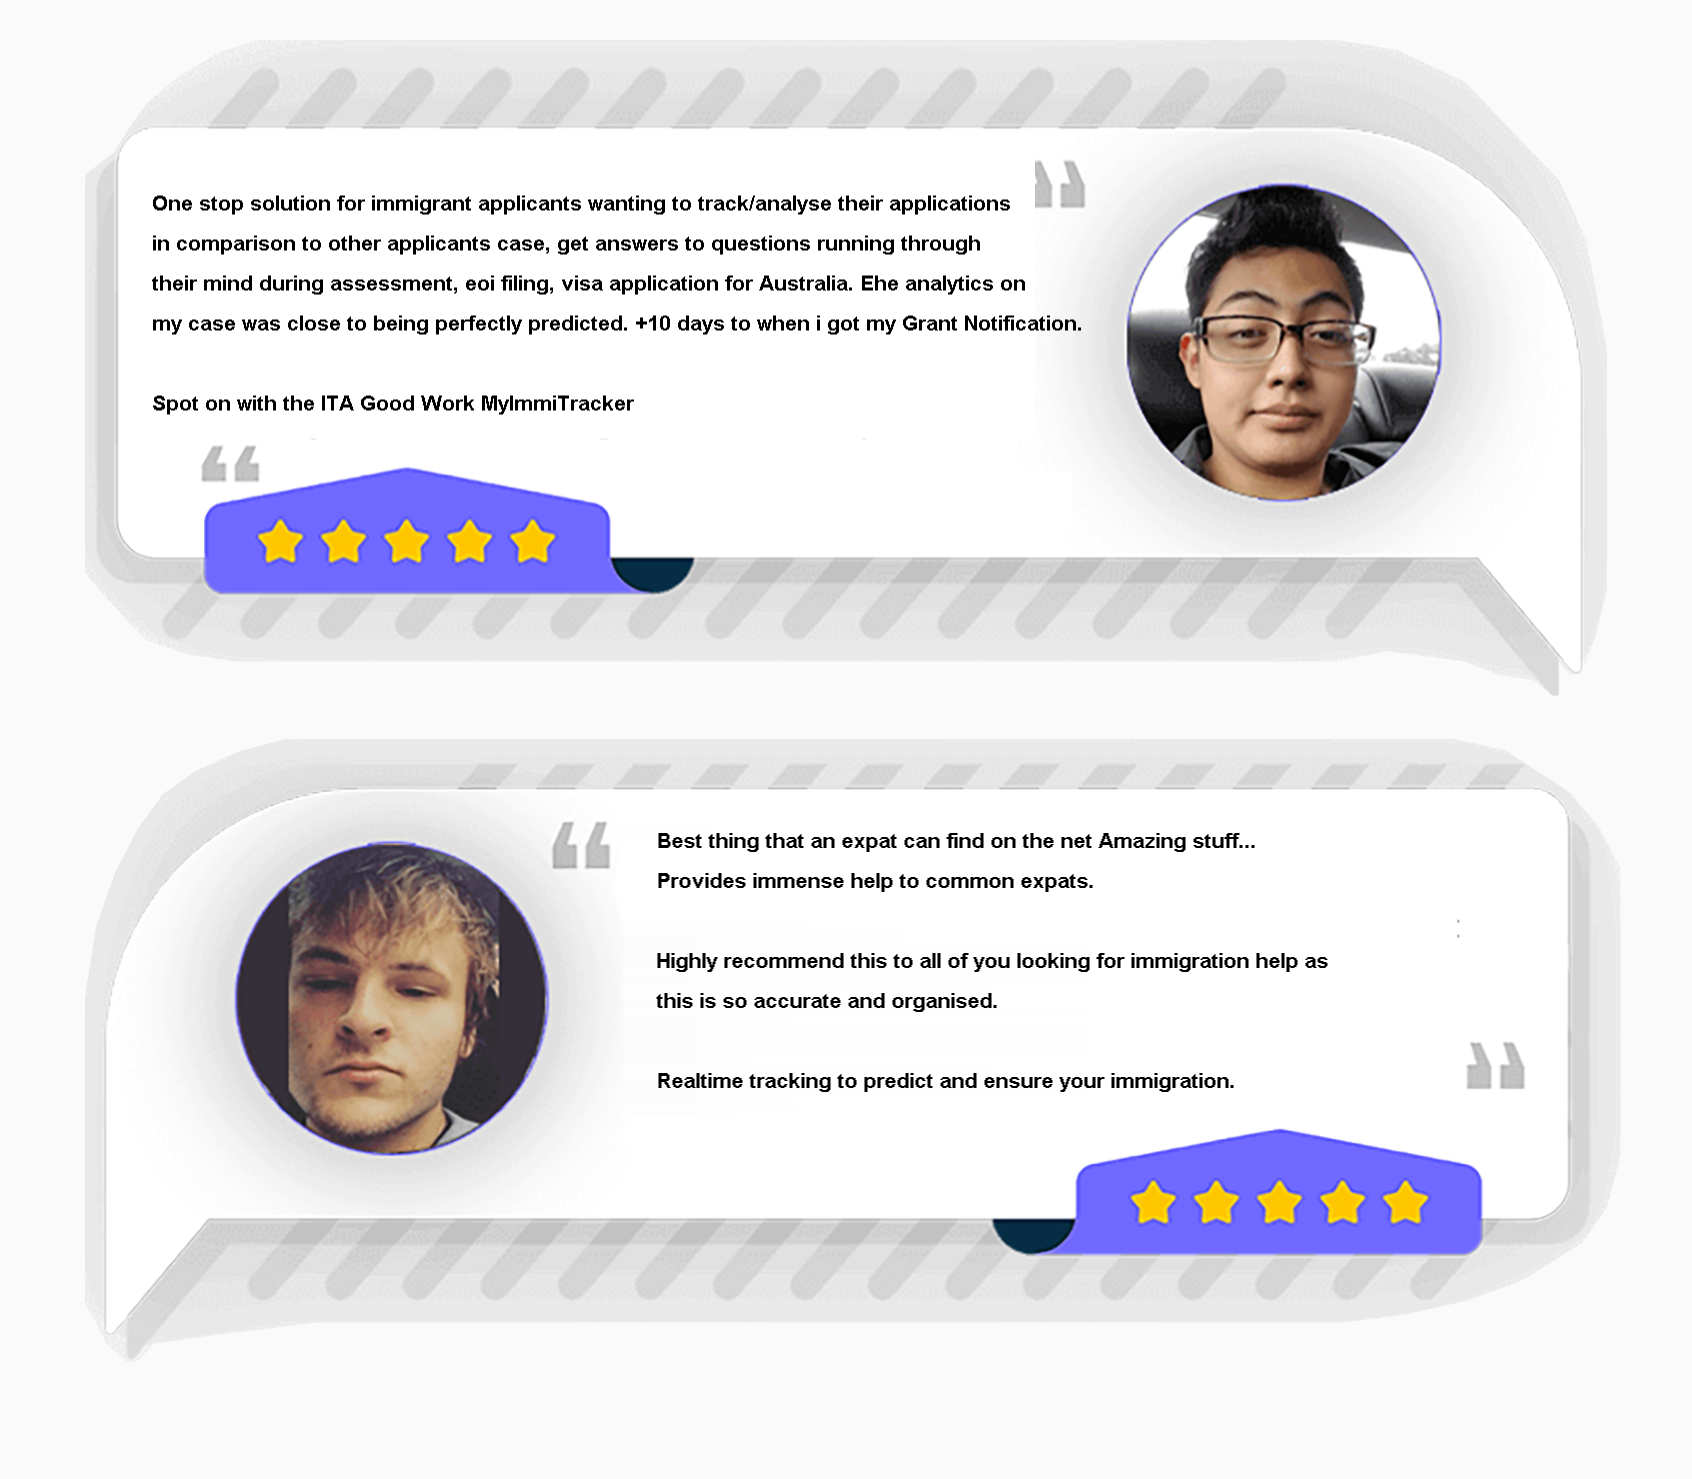 One stop solution for immigrant applicants wanting to track/analyse their applications
in comparison to other applicants case, get answers to questions running through
their mind during assessment, eoi filing, visa application for Australia. Ehe analytics on
my case was close to being perfectly predicted. +10 days to when i got my Grant Notification.
Spot on with the ITA Good Work MyImmiTracker
Best thing that an expat can find on the net Amazing stuff...
Provides immense help to common expats.
Highly recommend this to all of you looking for immigration help as
this is so accurate and organised.
Realtime tracking to predict and ensure your immigration.